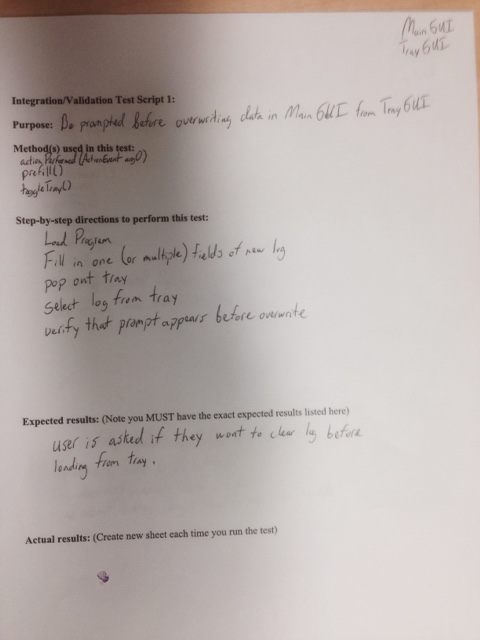 Main GUI
Tray GUI
Integration/Validation Test Script 1:
Purpose: Be prompted before overwriting data in Main GUI from Tray GUI
Method(s) used in this test:
action Performed (ActionEvent arg0)
prefill()
toggleTray()
Step-by-step directions to perform this test:
Load Program
Fill in one (or multiple) fields of new log
pop out tray
Select log from tray
verify that prompt appears before overwrite
Expected results: (Note you MUST have the exact expected results listed here)
User is asked if they want to clear log before
loading from tray.
Actual results: (Create new sheet each time you run the test)